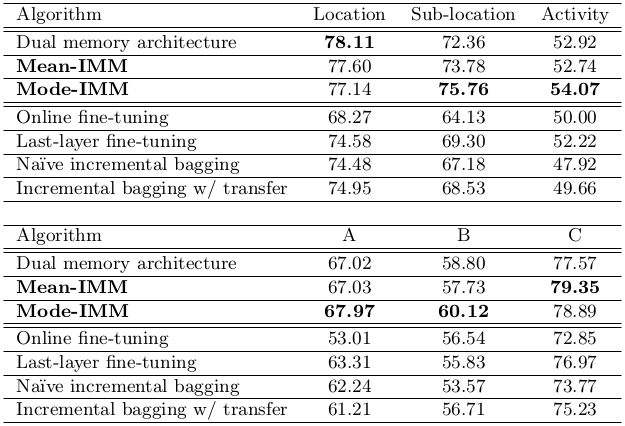 Algorithm Location Sub-location Activity
Dual memory architecture 78.11 72.36 52.92
Mean-IMM 77.60 73.78 52.74
Mode-IMM 77.14 75.76 54.07
Online fine-tuning 68.27 64.13 50.00
Last-layer fine-tuning 74.58 69.30 52.22
Naïve incremental bagging 74.48 67.18 47.92
Incremental bagging w/ transfer 74.95 68.53 49.66
Algorithm A B C
Dual memory architecture 67.02 58.80 77.57
Mean-IMM 67.03 57.73 79.35
Mode-IMM 67.97 60.12 78.89
Online fine-tuning 53.01 56.54 72.85
Last-layer fine-tuning 63.31 55.83 76.97
Naïve incremental bagging 62.24 53.57 73.77
Incremental bagging w/ transfer 61.21 56.71 75.23